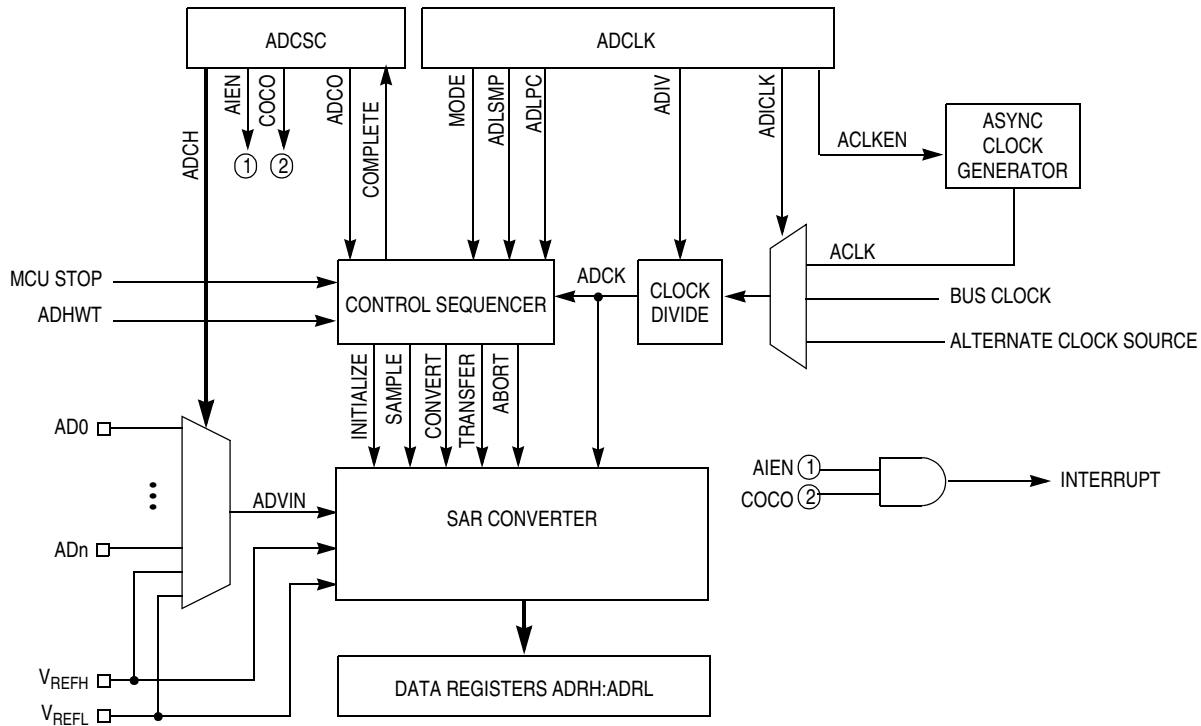 ADCSC
ADCLK
ADCH
AIEN
COCO
ADCO
COMPLETE
MODE
ADLSMP
ADLPC
ADIV
ADICLK
ACLKEN
ASYNC
CLOCK
GENERATOR
1
2
MCU STOP
ADHWT
CONTROL SEQUENCER
ADCK
CLOCK
DIVIDE
ACLK
BUS CLOCK
ALTERNATE CLOCK SOURCE
INITIALIZE
SAMPLE
CONVERT
TRANSFER
ABORT
AD0
•••
ADn
ADVIN
SAR CONVERTER
AIEN 1
COCO 2
INTERRUPT
VREFH
VREFL
DATA REGISTERS ADRH:ADRL